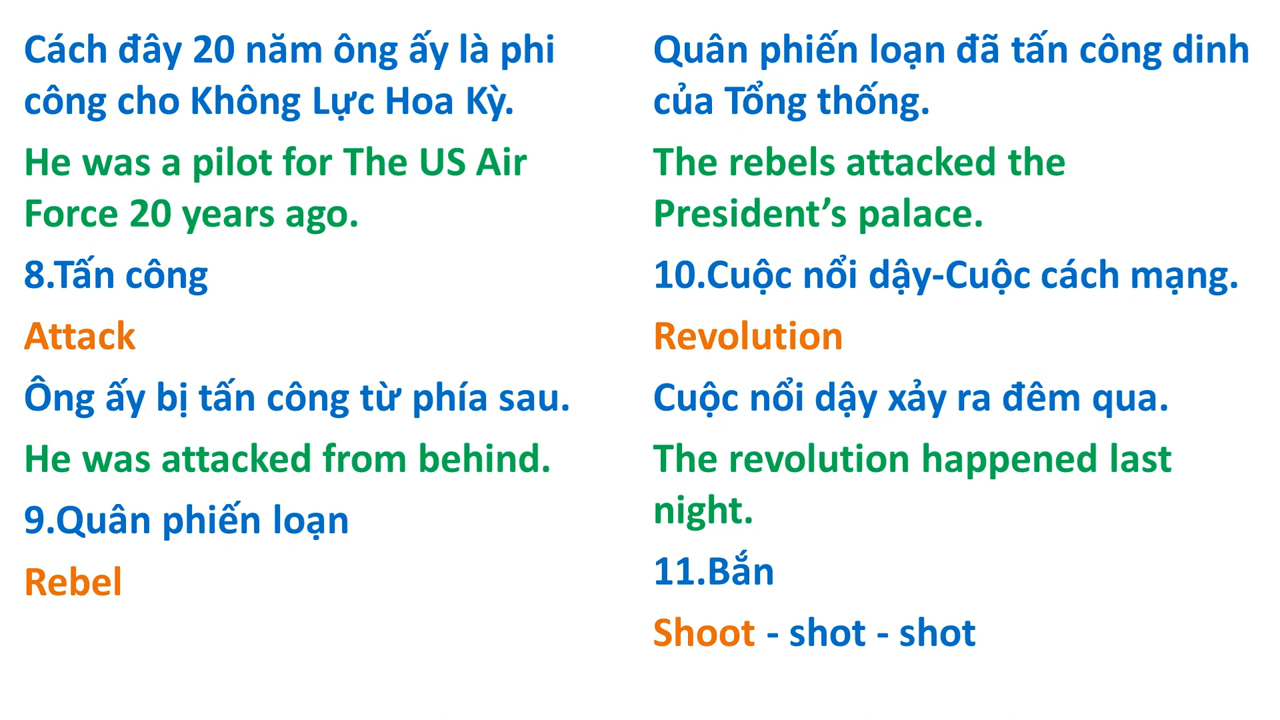 Cách đây 20 năm ông ấy là phi
công cho Không Lực Hoa Kỳ.
He was a pilot for The US Air
Force 20 years ago.
8.Tấn công
Attack
Ông ấy bị tấn công từ phía sau.
He was attacked from behind.
9.Quân phiến loạn
Rebel
Quân phiến loạn đã tấn công dinh
của Tổng thống.
The rebels attacked the
President’s palace.
10.Cuộc nổi dậy-Cuộc cách mạng.
Revolution
Cuộc nổi dậy xảy ra đêm qua.
The revolution happened last
night.
11.Bắn
Shoot - shot - shot